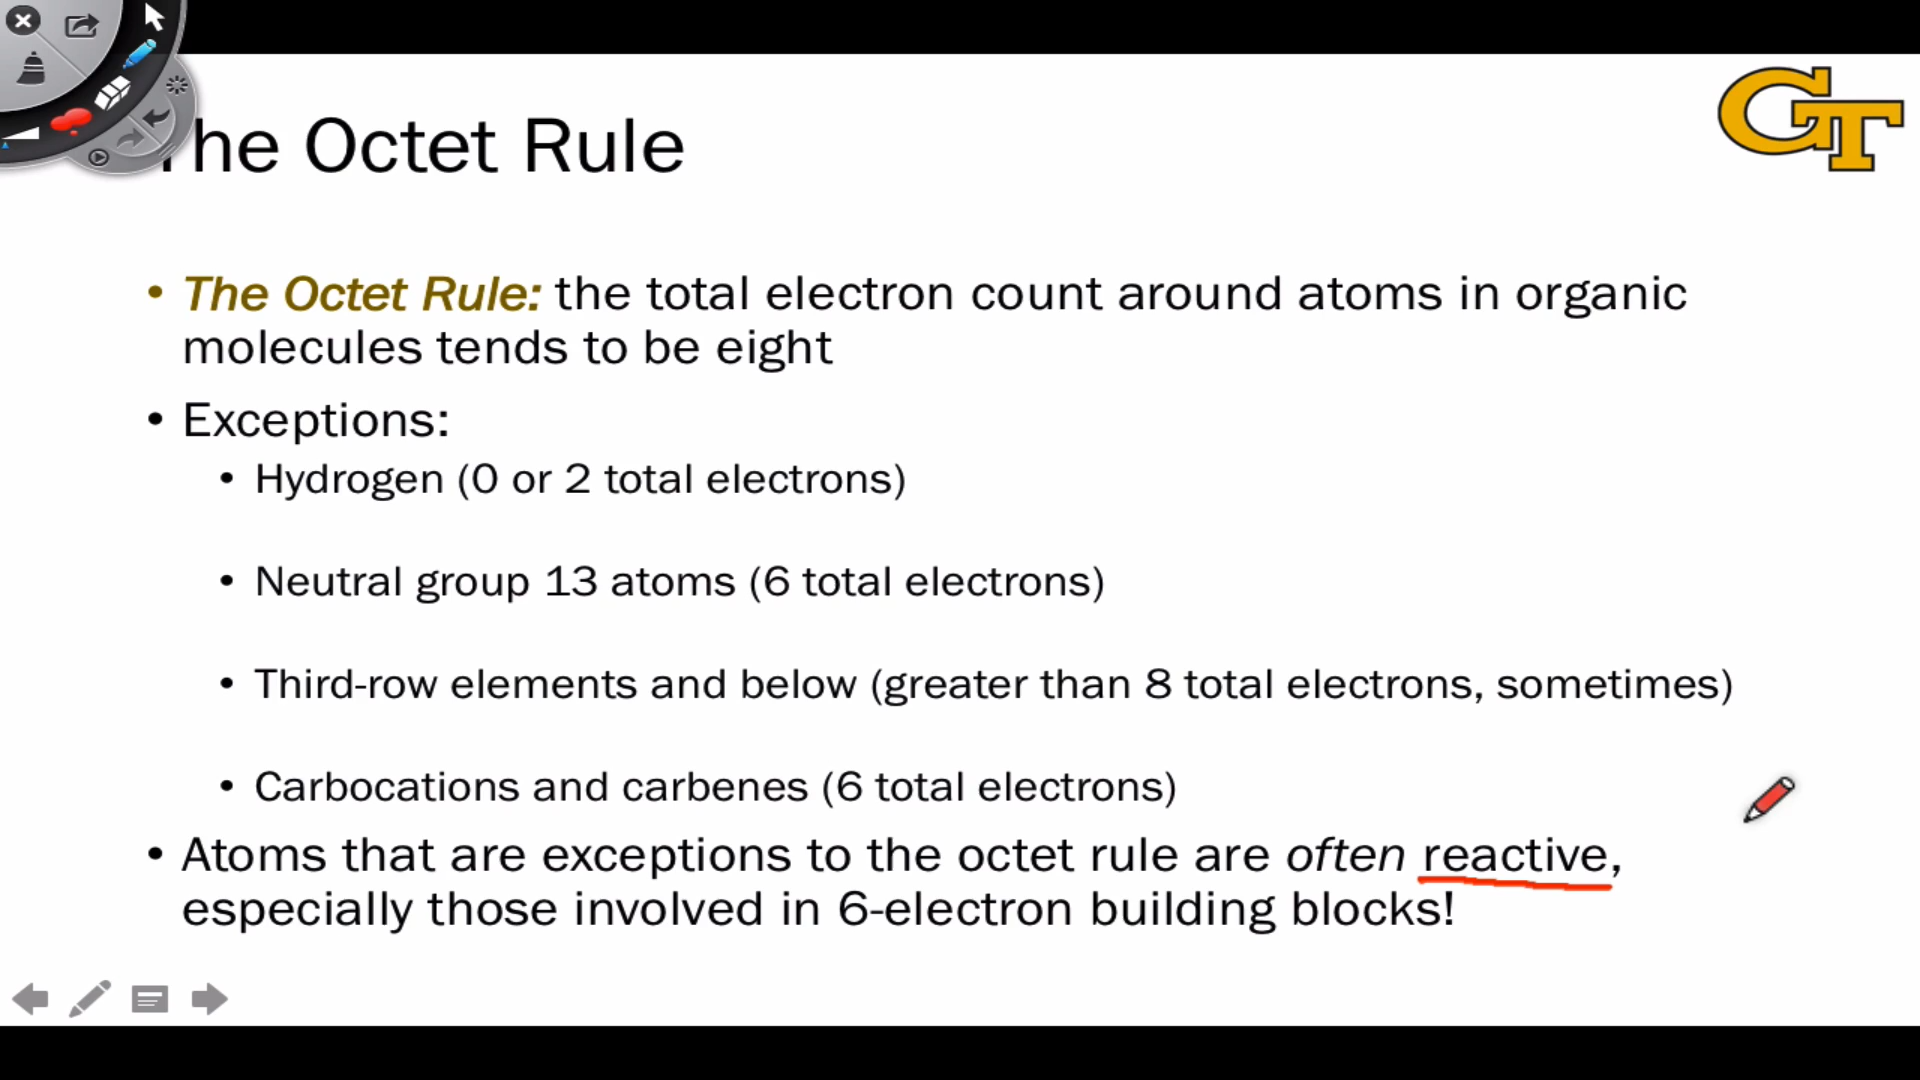 The Octet Rule
GT
• The Octet Rule: the total electron count around atoms in organic
molecules tends to be eight
• Exceptions:
• Hydrogen (0 or 2 total electrons)
• Neutral group 13 atoms (6 total electrons)
• Third-row elements and below (greater than 8 total electrons, sometimes)
• Carbocations and carbenes (6 total electrons)
• Atoms that are exceptions to the octet rule are often reactive,
especially those involved in 6-electron building blocks!